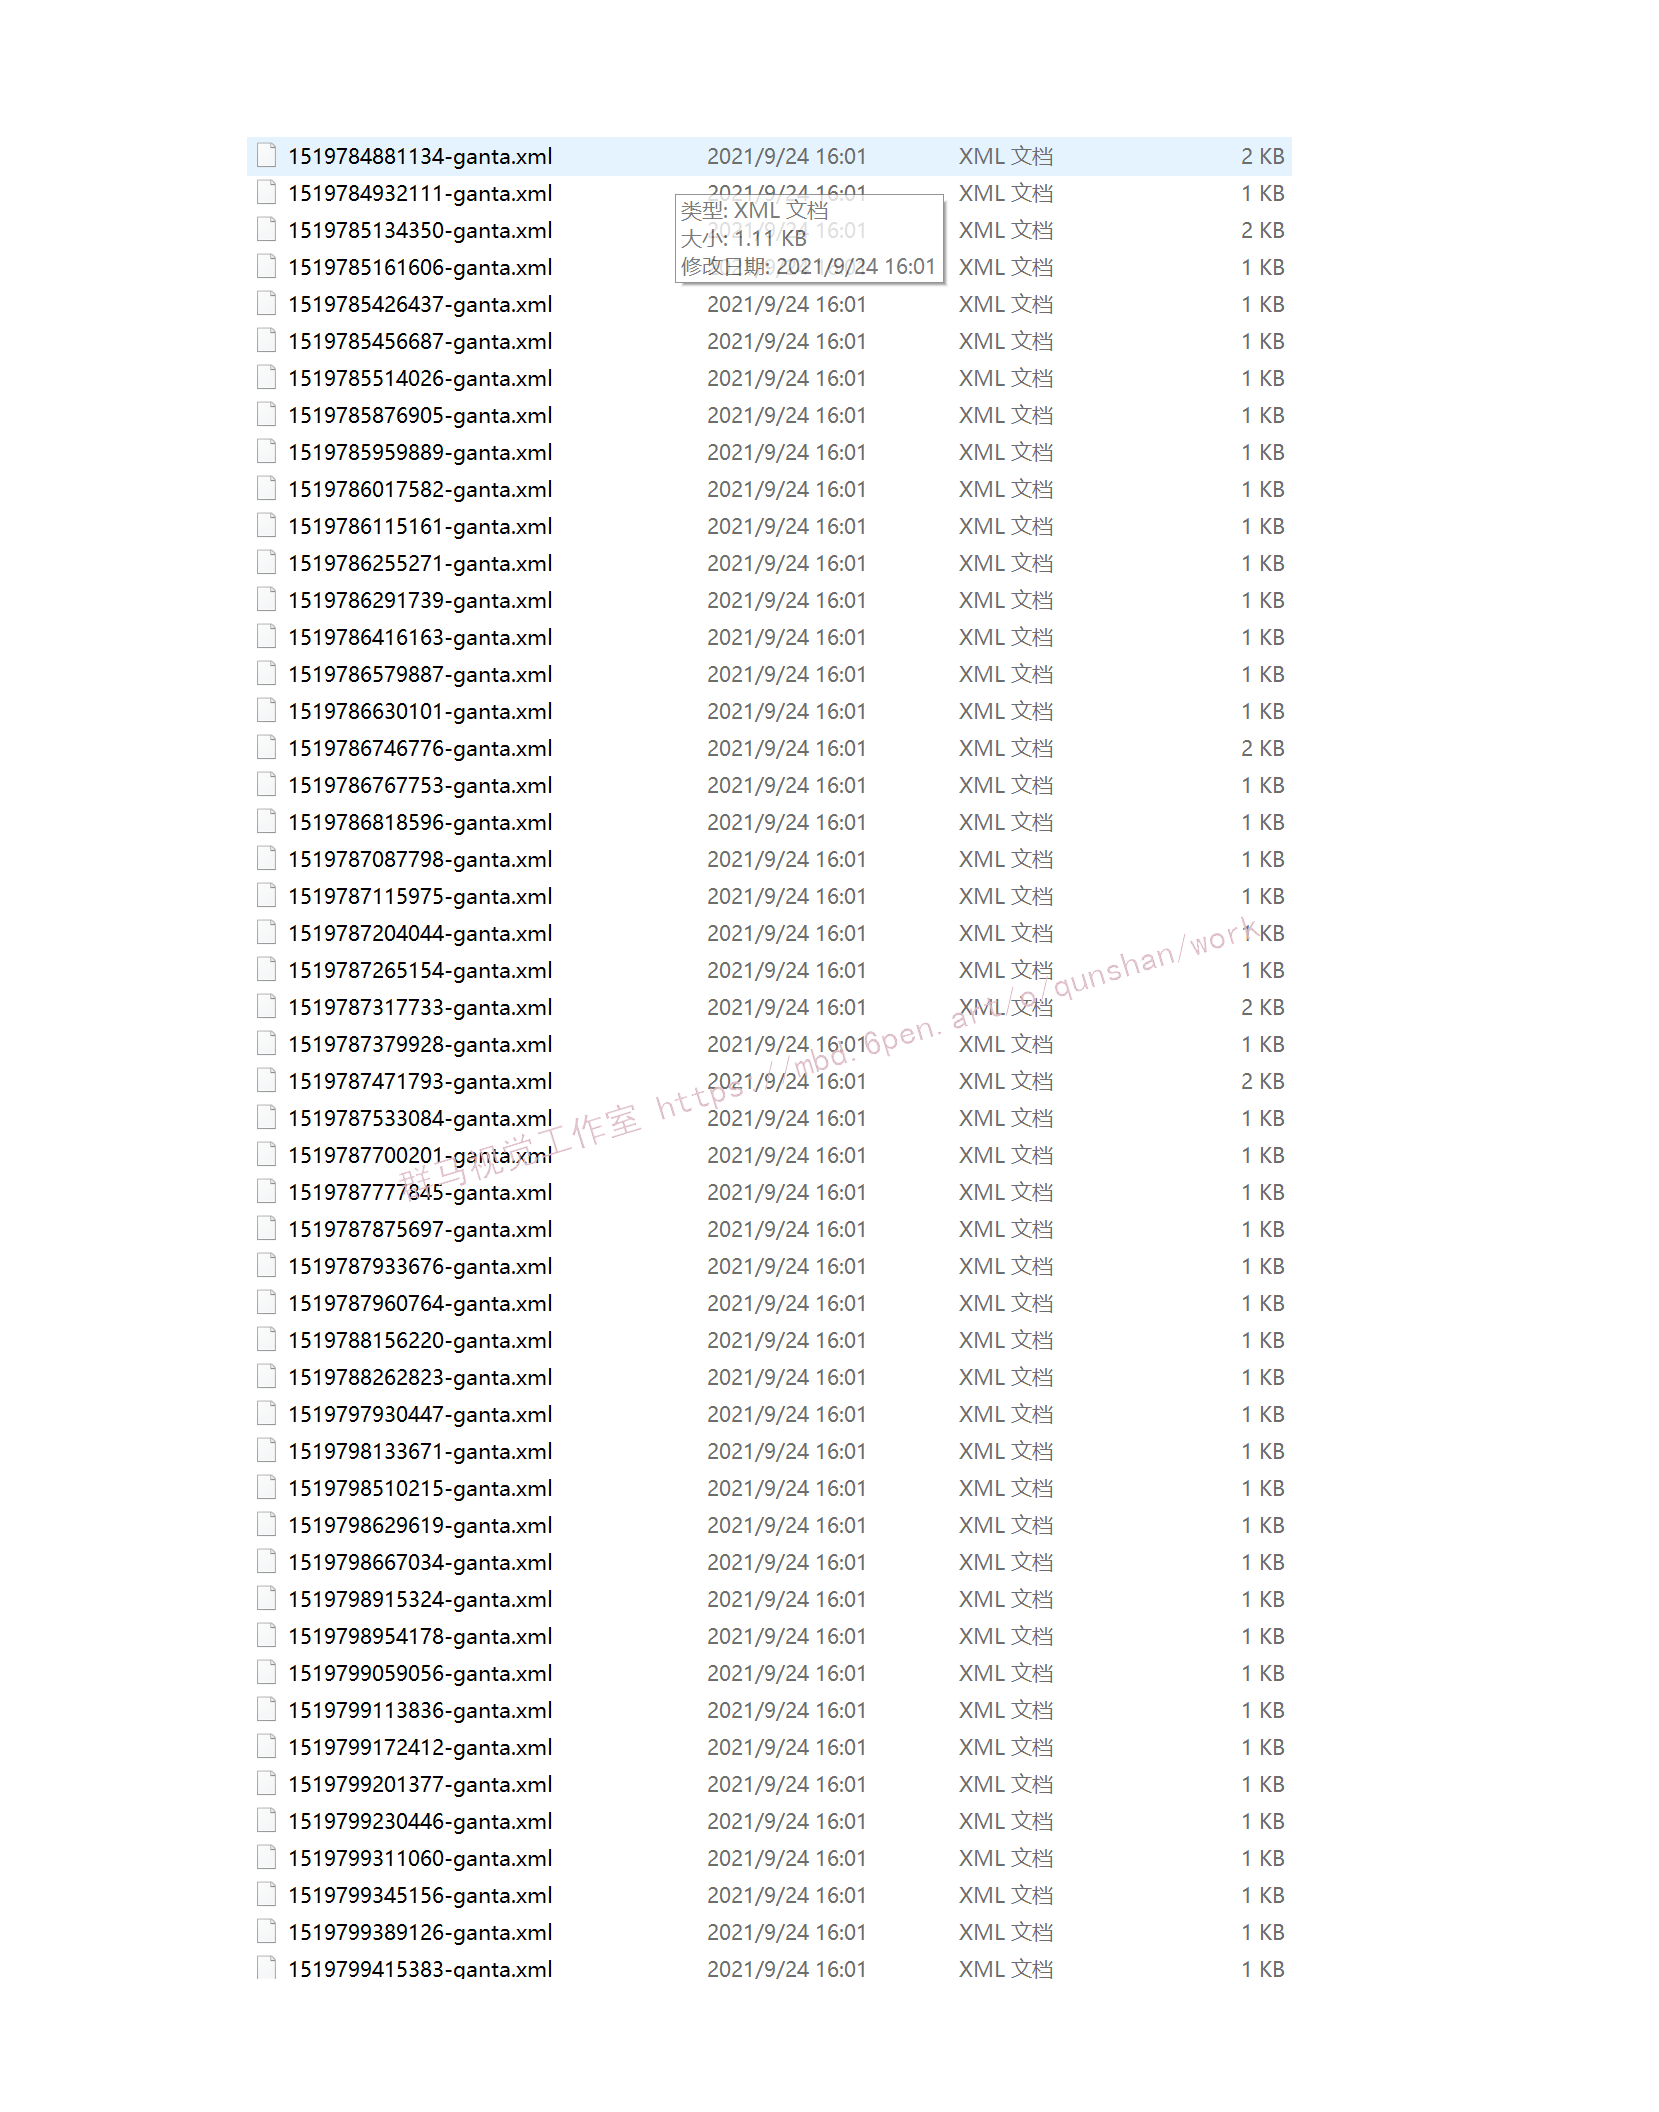 1519784881134-ganta.xml 2021/9/24 16:01 XML 文档 2 KB
1519784932111-ganta.xml 2021/9/24 16:01 XML 文档 1 KB
类型: XML 文档
1519785134350-ganta.xml 2021/9/24 16:01 XML 文档 2 KB
大小: 1.11 KB
1519785161606-ganta.xml XML 文档 1 KB
修改日期: 2021/9/24 16:01
1519785426437-ganta.xml 2021/9/24 16:01 XML 文档 1 KB
1519785456687-ganta.xml 2021/9/24 16:01 XML 文档 1 KB
1519785514026-ganta.xml 2021/9/24 16:01 XML 文档 1 KB
1519785876905-ganta.xml 2021/9/24 16:01 XML 文档 1 KB
1519785959889-ganta.xml 2021/9/24 16:01 XML 文档 1 KB
1519786017582-ganta.xml 2021/9/24 16:01 XML 文档 1 KB
1519786115161-ganta.xml 2021/9/24 16:01 XML 文档 1 KB
1519786255271-ganta.xml 2021/9/24 16:01 XML 文档 1 KB
1519786291739-ganta.xml 2021/9/24 16:01 XML 文档 1 KB
1519786416163-ganta.xml 2021/9/24 16:01 XML 文档 1 KB
1519786579887-ganta.xml 2021/9/24 16:01 XML 文档 1 KB
1519786630101-ganta.xml 2021/9/24 16:01 XML 文档 1 KB
1519786746776-ganta.xml 2021/9/24 16:01 XML 文档 2 KB
1519786767753-ganta.xml 2021/9/24 16:01 XML 文档 1 KB
1519786818596-ganta.xml 2021/9/24 16:01 XML 文档 1 KB
1519787087798-ganta.xml 2021/9/24 16:01 XML 文档 1 KB
1519787115975-ganta.xml 2021/9/24 16:01 XML 文档 1 KB
1519787204044-ganta.xml 2021/9/24 16:01 XML 文档 1 KB
1519787265154-ganta.xml 2021/9/24 16:01 XML 文档 1 KB
1519787317733-ganta.xml 2021/9/24 16:01 XML 文档 2 KB
1519787379928-ganta.xml 2021/9/24 16:01 XML 文档 1 KB
1519787471793-ganta.xml 2021/9/24 16:01 XML 文档 2 KB
1519787533084-ganta.xml 2021/9/24 16:01 XML 文档 1 KB
1519787700201-ganta.xml 2021/9/24 16:01 XML 文档 1 KB
1519787777845-ganta.xml 2021/9/24 16:01 XML 文档 1 KB
群马视觉工作室 https://mbd.6pen.art/o/qunshan/work
1519787875697-ganta.xml 2021/9/24 16:01 XML 文档 1 KB
1519787933676-ganta.xml 2021/9/24 16:01 XML 文档 1 KB
1519787960764-ganta.xml 2021/9/24 16:01 XML 文档 1 KB
1519788156220-ganta.xml 2021/9/24 16:01 XML 文档 1 KB
1519788262823-ganta.xml 2021/9/24 16:01 XML 文档 1 KB
1519797930447-ganta.xml 2021/9/24 16:01 XML 文档 1 KB
1519798133671-ganta.xml 2021/9/24 16:01 XML 文档 1 KB
1519798510215-ganta.xml 2021/9/24 16:01 XML 文档 1 KB
1519798629619-ganta.xml 2021/9/24 16:01 XML 文档 1 KB
1519798667034-ganta.xml 2021/9/24 16:01 XML 文档 1 KB
1519798915324-ganta.xml 2021/9/24 16:01 XML 文档 1 KB
1519798954178-ganta.xml 2021/9/24 16:01 XML 文档 1 KB
1519799059056-ganta.xml 2021/9/24 16:01 XML 文档 1 KB
1519799113836-ganta.xml 2021/9/24 16:01 XML 文档 1 KB
1519799172412-ganta.xml 2021/9/24 16:01 XML 文档 1 KB
1519799201377-ganta.xml 2021/9/24 16:01 XML 文档 1 KB
1519799230446-ganta.xml 2021/9/24 16:01 XML 文档 1 KB
1519799311060-ganta.xml 2021/9/24 16:01 XML 文档 1 KB
1519799345156-ganta.xml 2021/9/24 16:01 XML 文档 1 KB
1519799389126-ganta.xml 2021/9/24 16:01 XML 文档 1 KB
1519799415383-ganta.xml 2021/9/24 16:01 XML 文档 1 KB